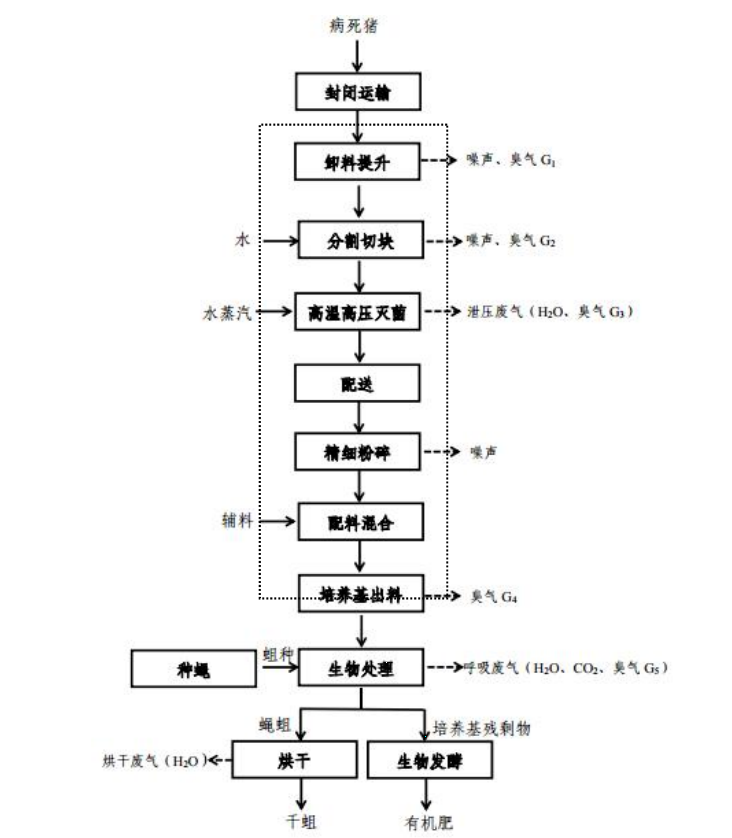 病死猪
封闭运输
卸料提升
噪声、臭气 G₁
水
分割切块
噪声、臭气 G₂
水蒸汽
高温高压灭菌
泄压废气（H₂O、臭气 G₃）
配送
精细粉碎
噪声
辅料
配料混合
培养基出料
臭气 G₄
种蝇
蛆种
生物处理
呼吸废气（H₂O、CO₂、臭气 G₅）
蝇蛆
培养基残剩物
烘干废气（H₂O）
烘干
生物发酵
干蛆
有机肥